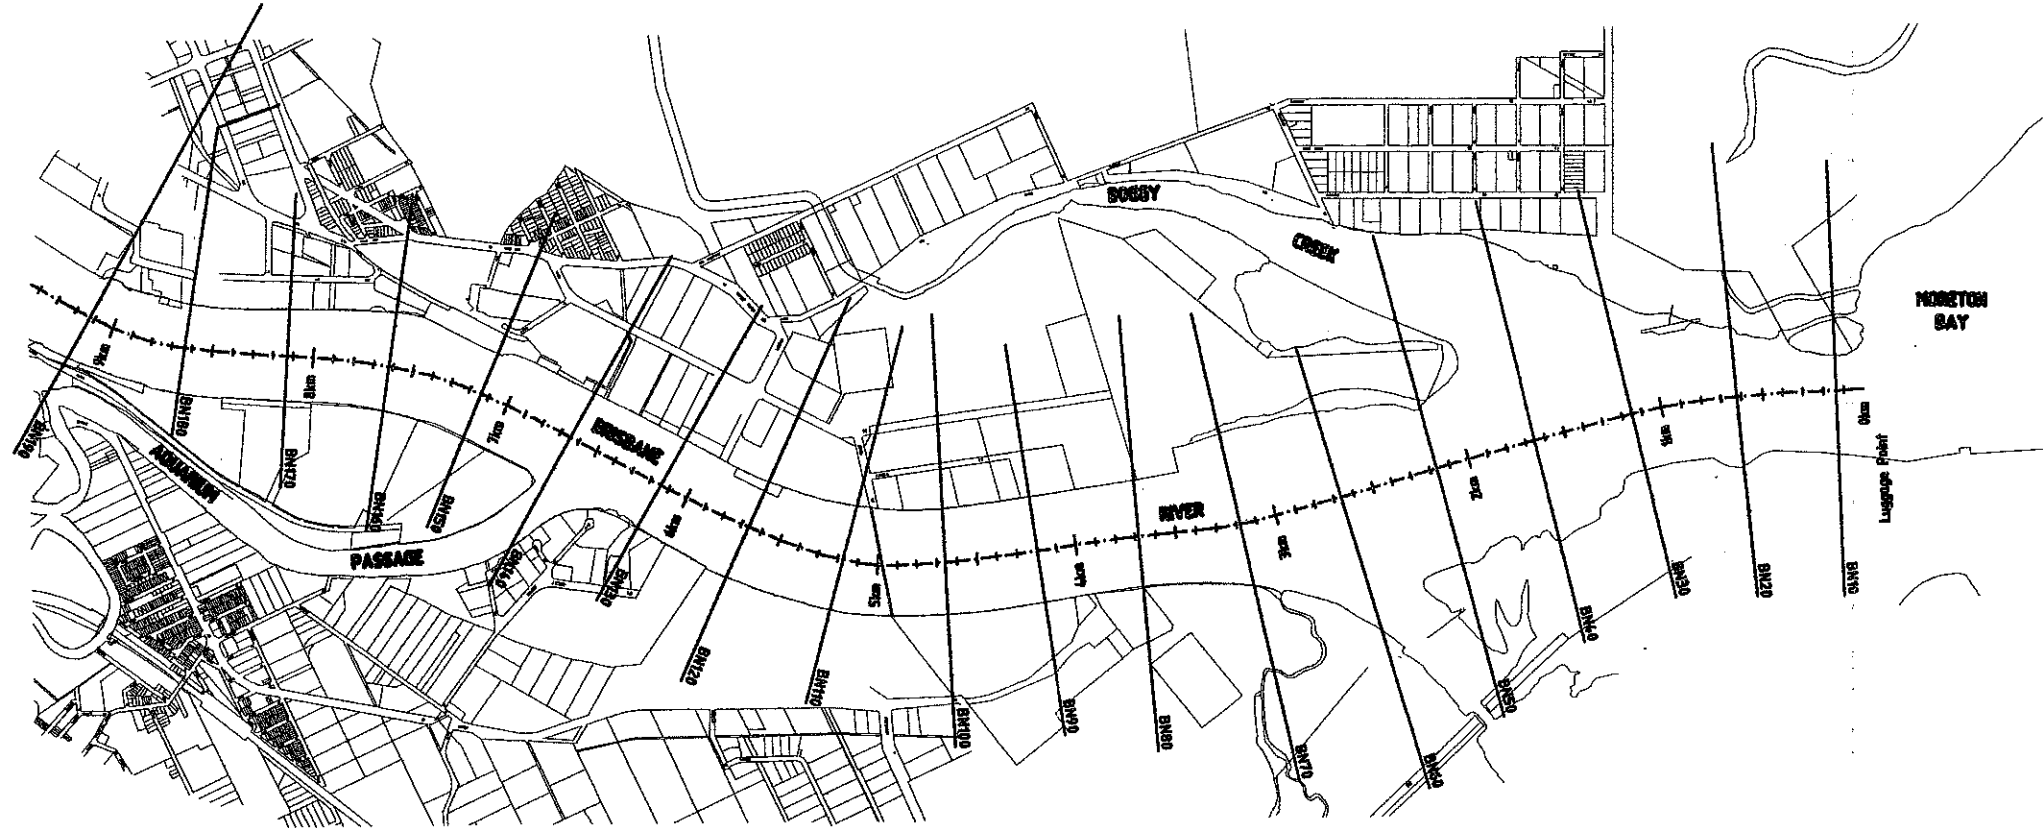 BOGGY
CREEK
MORETON
BAY
BRISBANE
RIVER
AQUARIUM
PASSAGE
Luggage Point
0km
1km
2km
3km
4km
5km
6km
7km
8km
9km
BN190
BN180
BN170
BN160
BN150
BN140
BN130
BN120
BN110
BN100
BN90
BN80
BN70
BN60
BN50
BN40
BN30
BN20
BN10